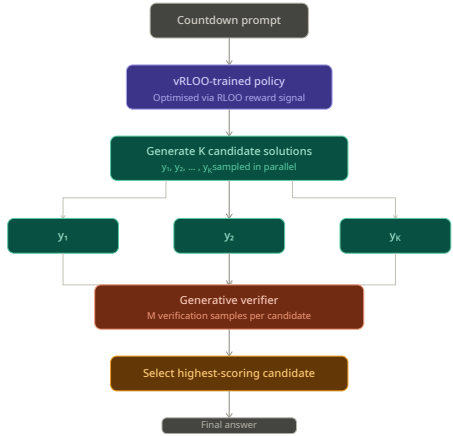 Countdown prompt
vRLOO-trained policy
Optimised via RLOO reward signal
Generate K candidate solutions
y₁, y₂, ... , yₖ sampled in parallel
y₁
y₂
yₖ
Generative verifier
M verification samples per candidate
Select highest-scoring candidate
Final answer